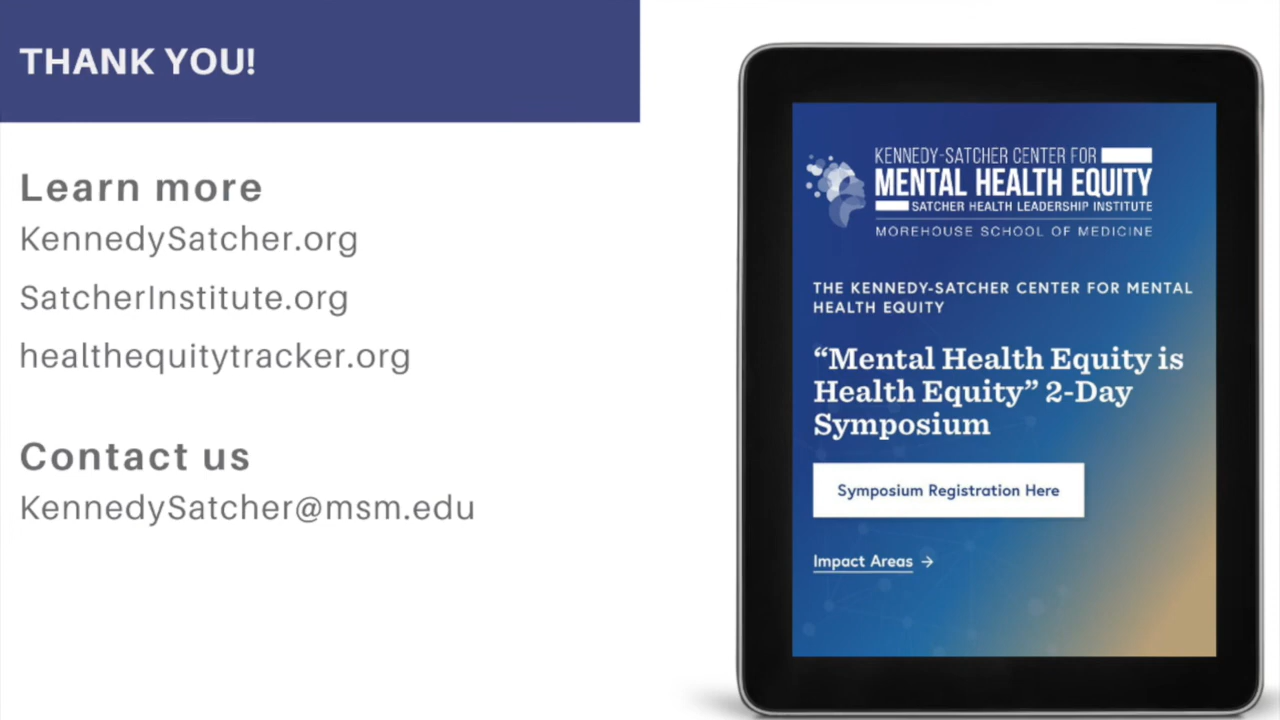 THANK YOU!
Learn more
KennedySatcher.org
SatcherInstitute.org
healthequitytracker.org
Contact us
KennedySatcher@msm.edu
KENNEDY-SATCHER CENTER FOR
MENTAL HEALTH EQUITY
SATCHER HEALTH LEADERSHIP INSTITUTE
MOREHOUSE SCHOOL OF MEDICINE
THE KENNEDY-SATCHER CENTER FOR MENTAL
HEALTH EQUITY
“Mental Health Equity is
Health Equity” 2-Day
Symposium
Symposium Registration Here
Impact Areas →